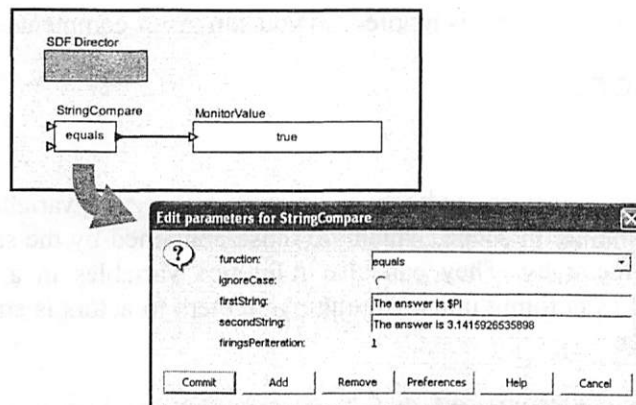 SDF Director
StringCompare
MonitorValue
equals
true
Edit parameters for StringCompare
function:
equals
ignoreCase:
firstString:
The answer is $PI
secondString:
The answer is 3.1415926535898
firingsPerIteration:
1
Commit
Add
Remove
Preferences
Help
Cancel